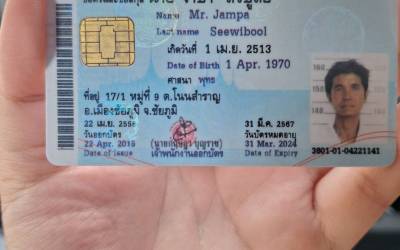 Name Mr. Jampa
Last name Seewibool
เกิดวันที่ 1 เม.ย. 2513
Date of Birth 1 Apr. 1970
ศาสนา พุทธ
ที่อยู่ 17/1 หมู่ที่ 9 ต.โนนสำราญ
อ.เมืองชัยภูมิ จ.ชัยภูมิ
22 เม.ย.
วันออกบัตร
22 Apr.
Date of Issue
เจ้าพนักงานออกบัตร
31 มี.ค. 2567
วันบัตรหมดอายุ
31 Mar. 2024
Date of Expiry
160
160
3601-01-04221141